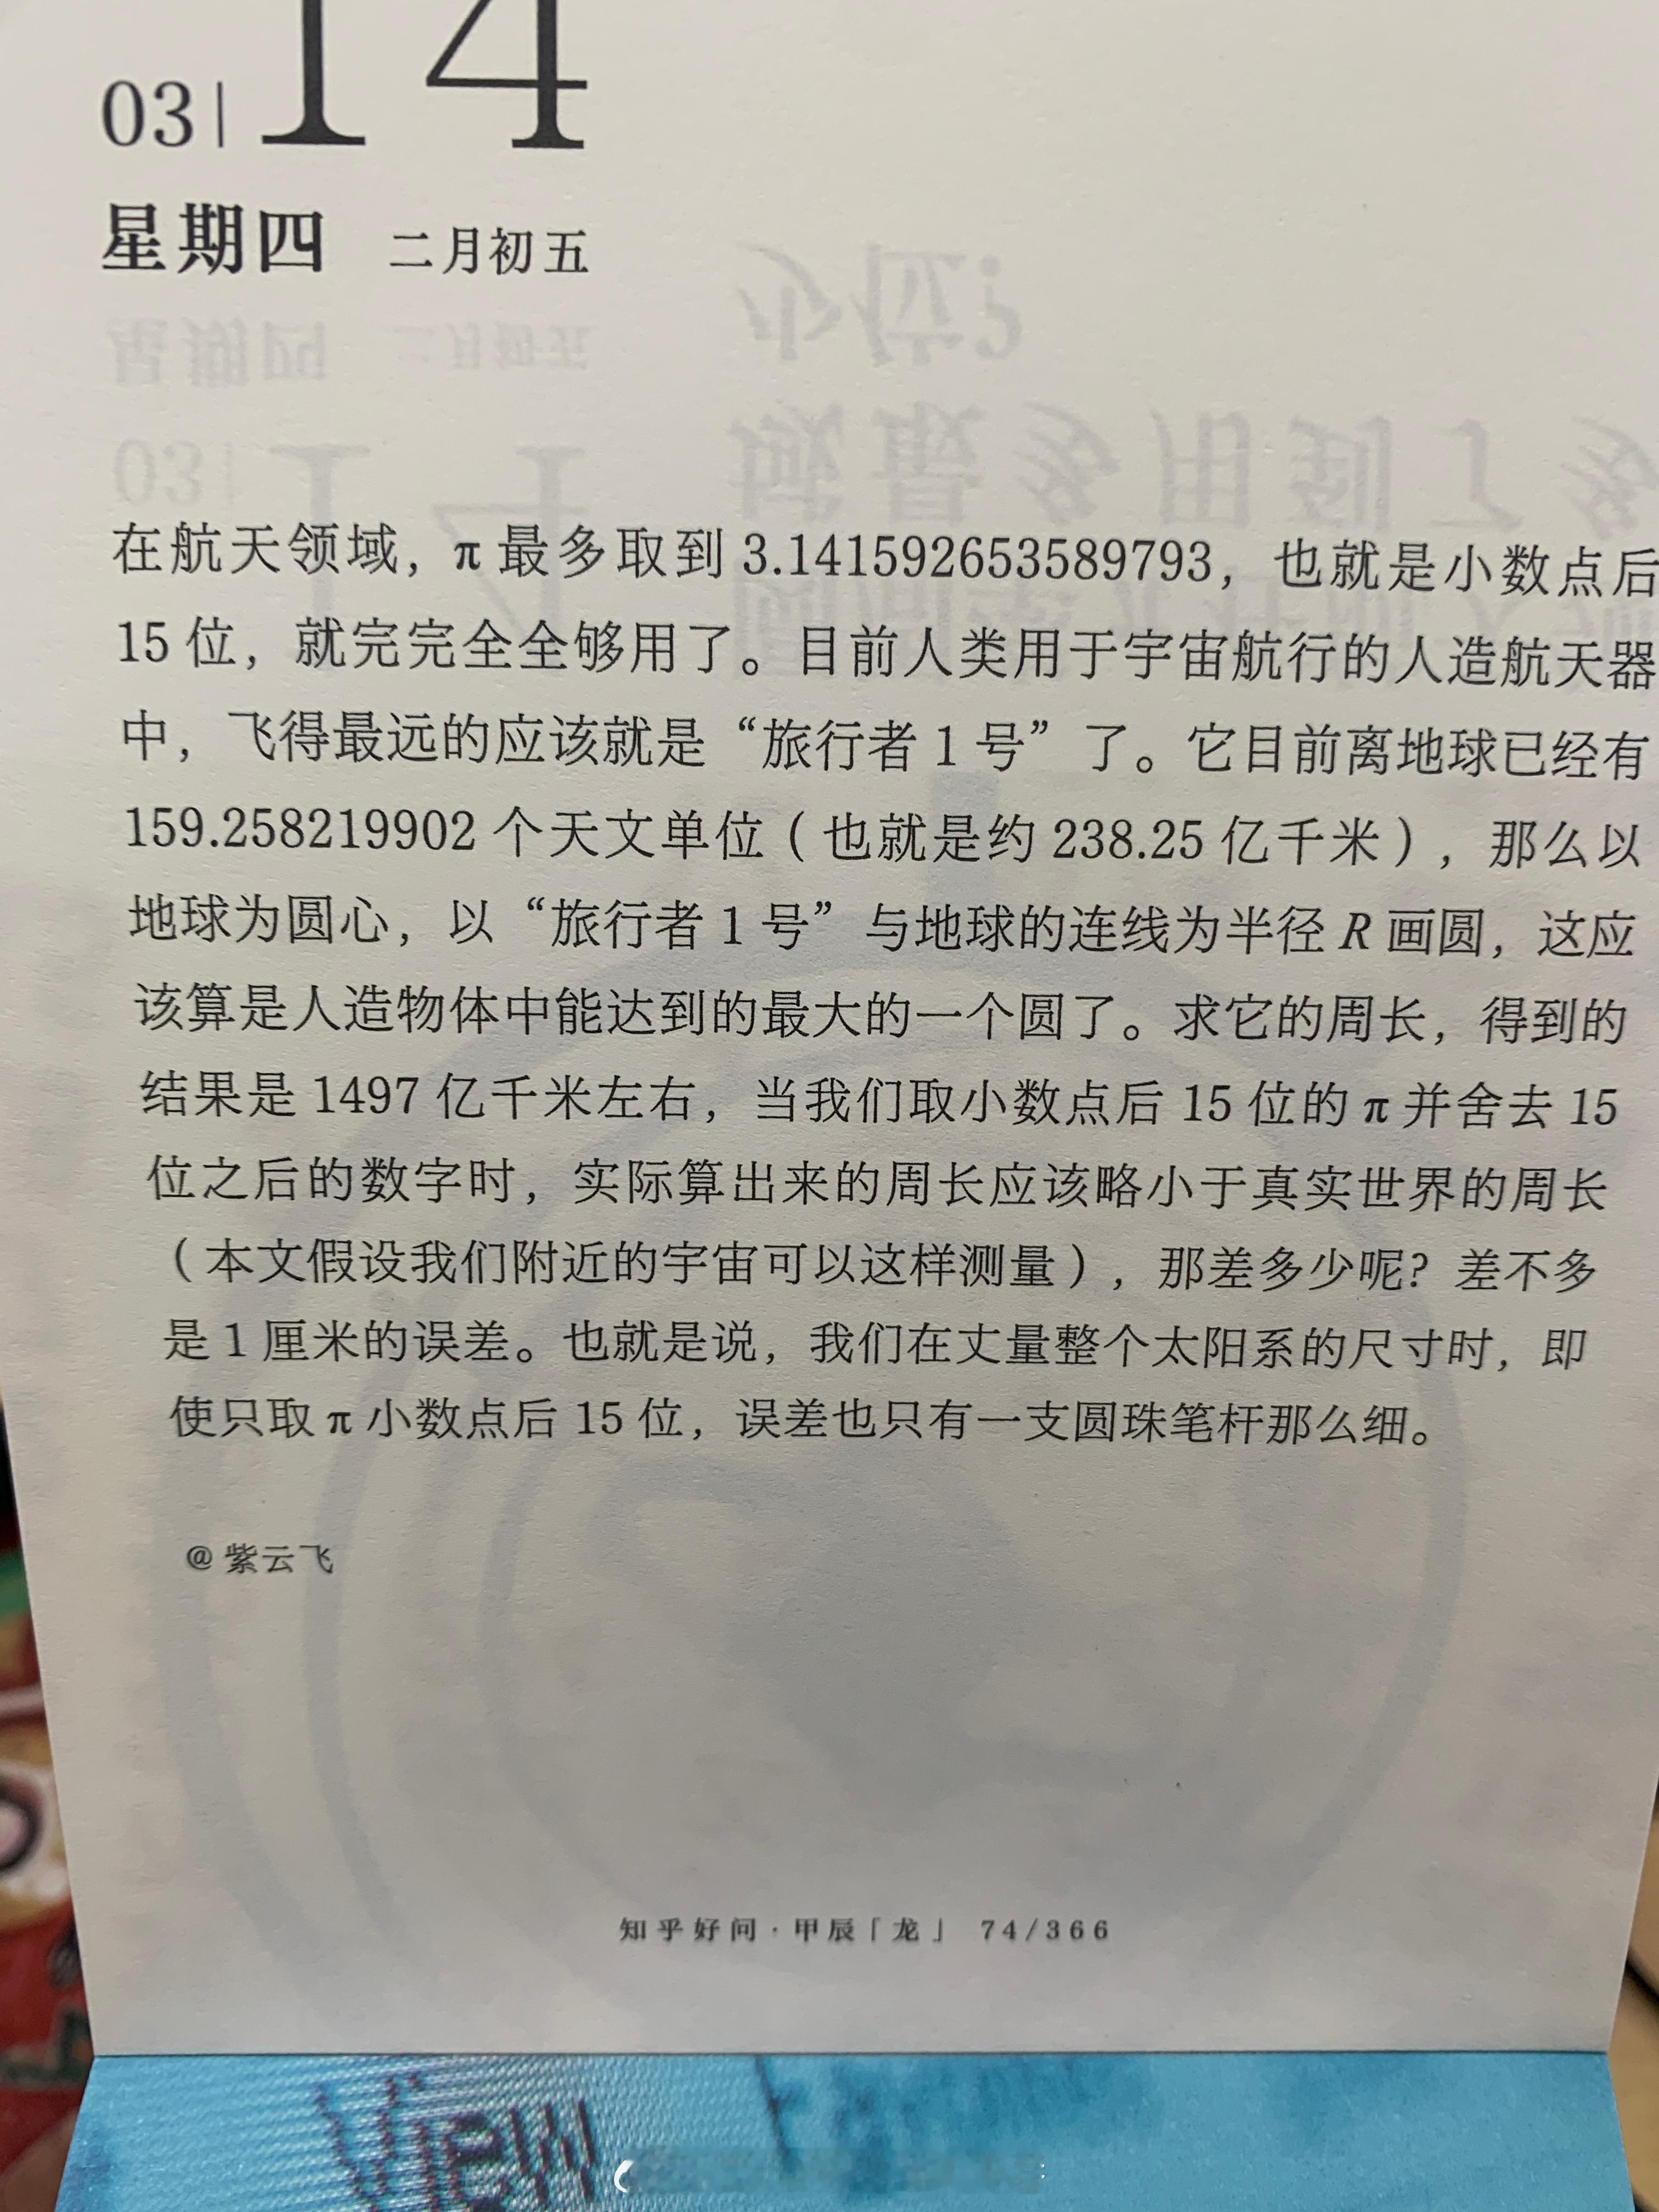 03|14
星期四 二月初五
在航天领域，π 最多取到 3.141592653589793，也就是小数点后
15 位，就完完全全够用了。目前人类用于宇宙航行的人造航天器
中，飞得最远的应该就是“旅行者 1 号”了。它目前离地球已经有
159.258219902 个天文单位（也就是约 238.25 亿千米），那么以
地球为圆心，以“旅行者 1 号”与地球的连线为半径 R 画圆，这应
该算是人造物体中能达到的最大的一个圆了。求它的周长，得到的
结果是 1497 亿千米左右，当我们取小数点后 15 位的 π 并舍去 15
位之后的数字时，实际算出来的周长应该略小于真实世界的周长
（本文假设我们附近的宇宙可以这样测量），那差多少呢？差不多
是 1 厘米的误差。也就是说，我们在丈量整个太阳系的尺寸时，即
使只取 π 小数点后 15 位，误差也只有一支圆珠笔杆那么细。
@ 紫云飞
知乎好问·甲辰「龙」 74/366
View